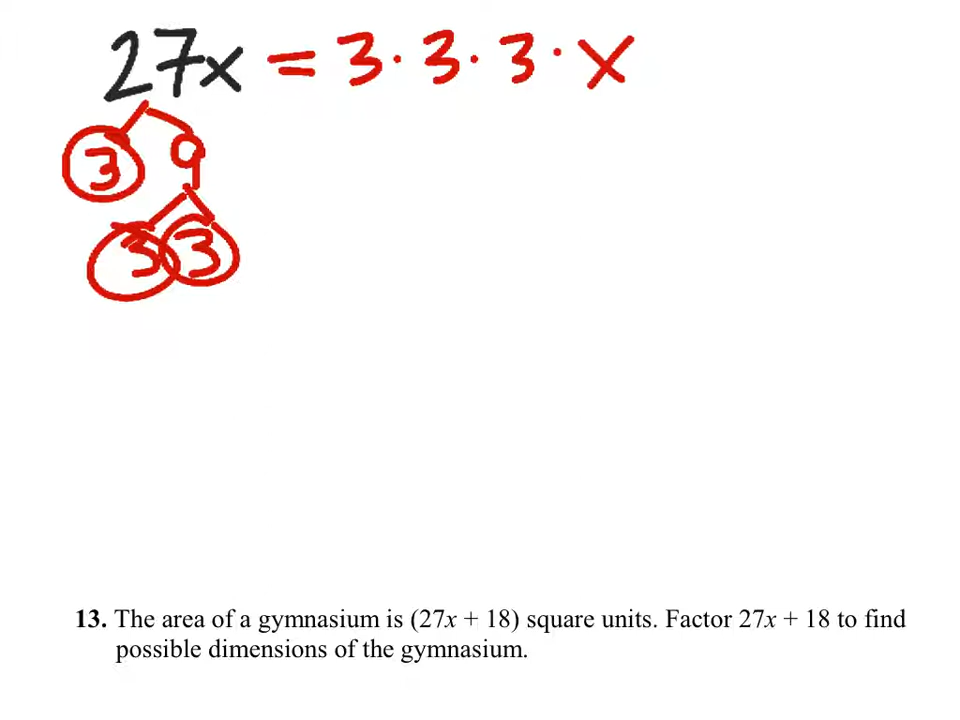 27x = 3 · 3 · 3 · x
3 9
3 3
13. The area of a gymnasium is (27x + 18) square units. Factor 27x + 18 to find
possible dimensions of the gymnasium.